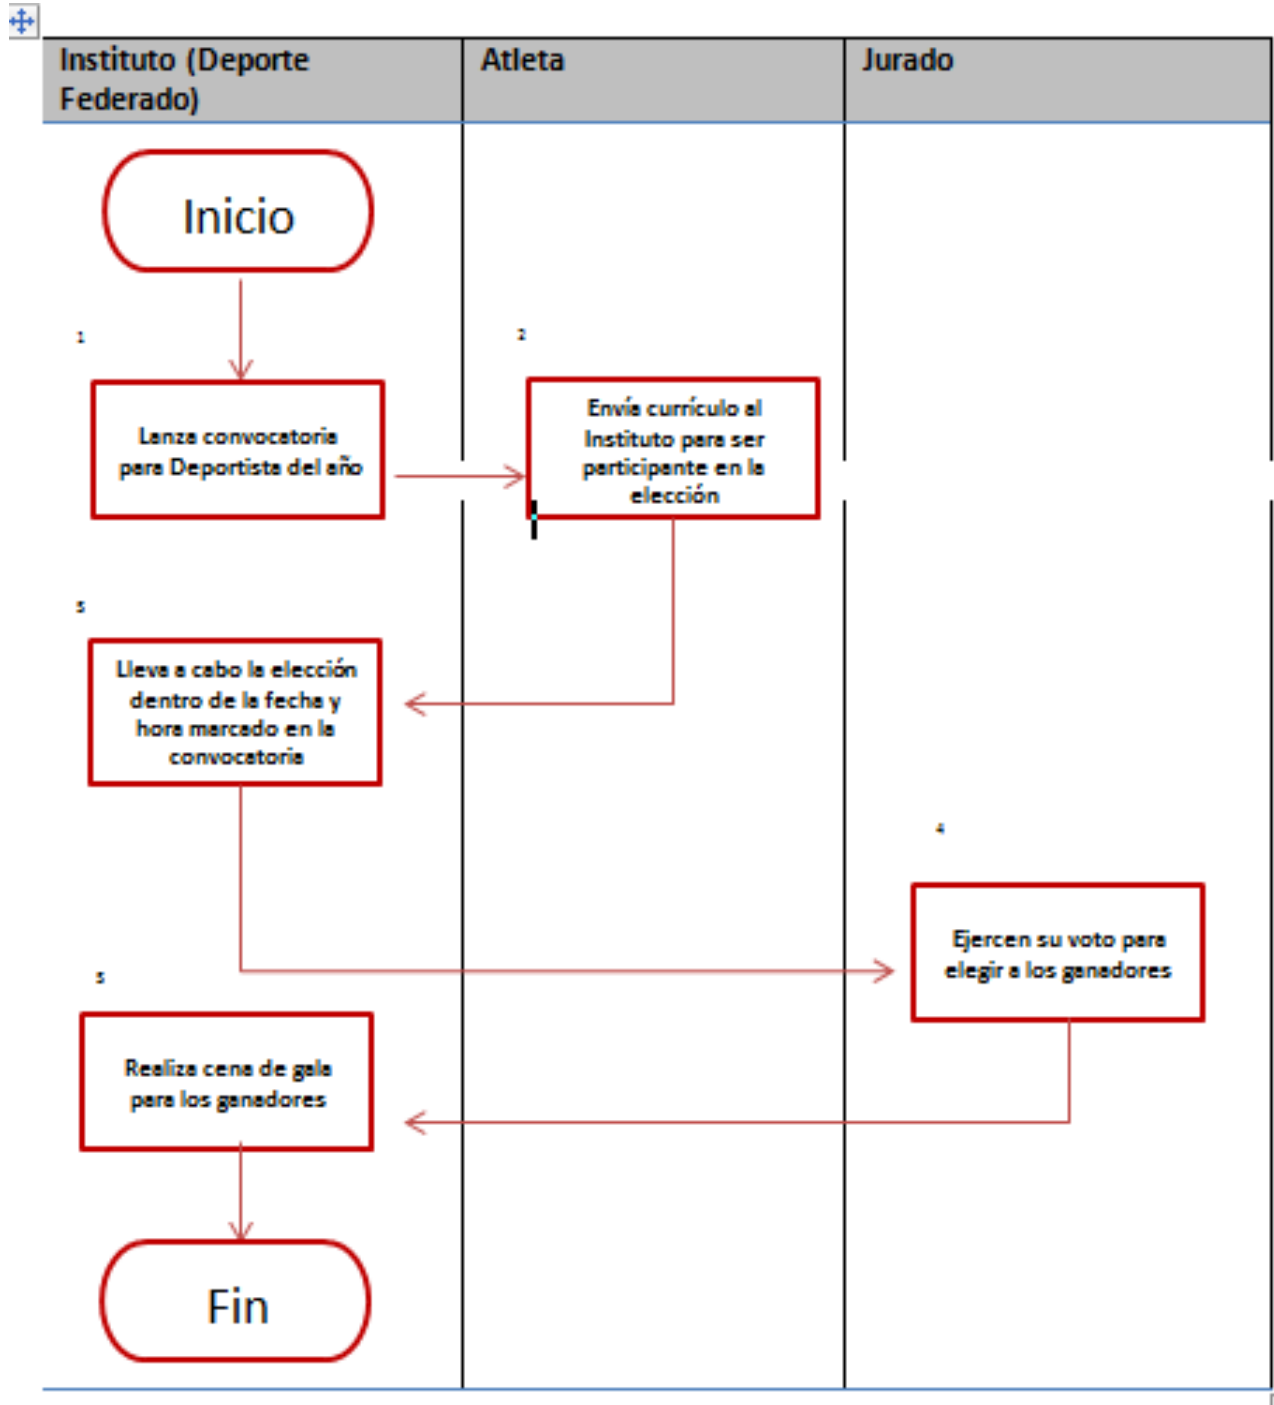 Instituto (Deporte
Federado)
Atleta
Jurado
Inicio
1
2
Lanza convocatoria
para Deportista del año
Envía currículo al
Instituto para ser
participante en la
elección
Lleva a cabo la elección
dentro de la fecha y
hora marcado en la
convocatoria
4
Ejercen su voto para
elegir a los ganadores
5
Realiza cena de gala
para los ganadores
Fin